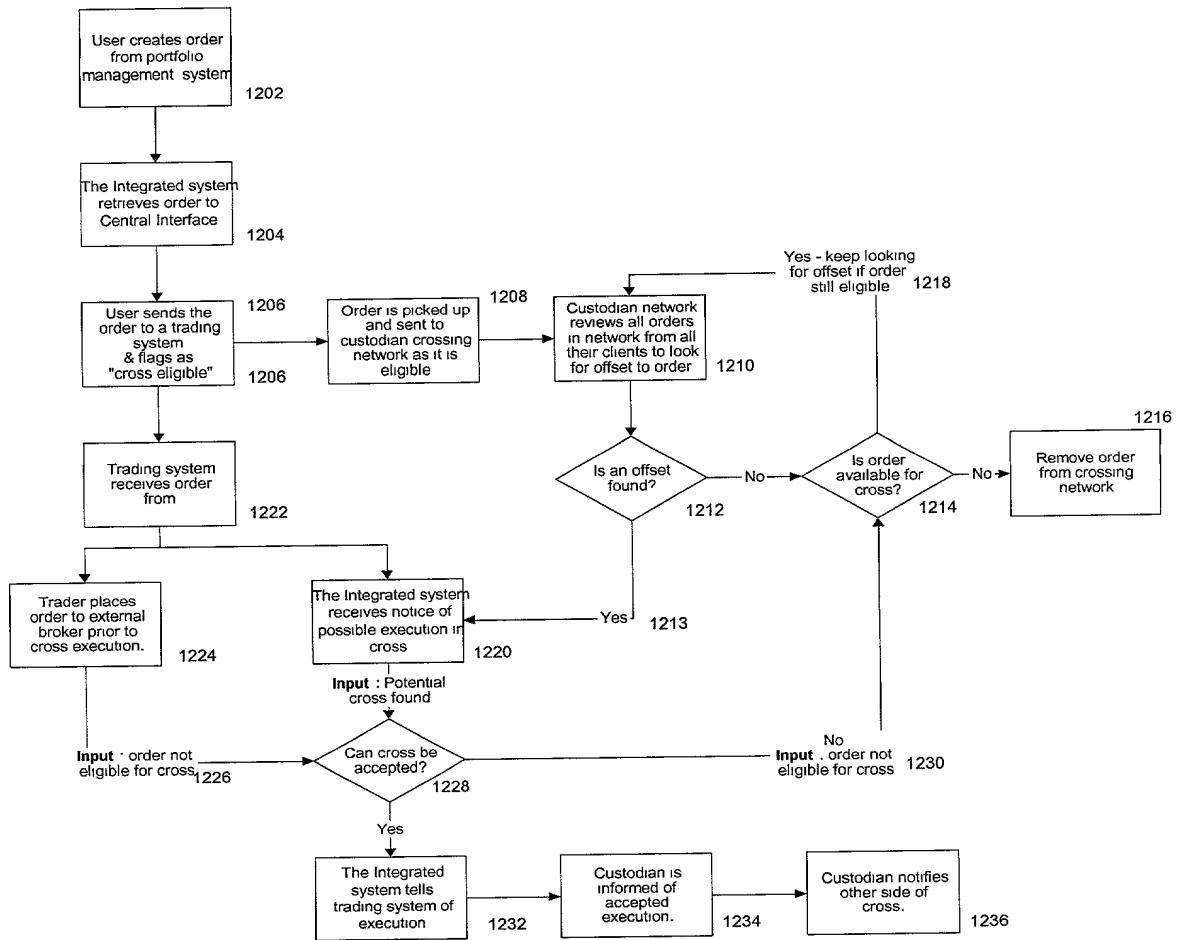 User creates order
from portfolio
management system
1202
The Integrated system
retrieves order to
Central Interface
1204
1206
User sends the
order to a trading
system
& flags as
"cross eligible"
1206
1208
Order is picked up
and sent to
custodian crossing
network as it is
eligible
Yes - keep looking
for offset if order
still eligible
1218
Custodian network
reviews all orders
in network from all
their clients to look
for offset to order
1210
Trading system
receives order
from
1222
Is an offset
found?
1212
No
Is order
available for
cross?
1214
No
1216
Remove order
from crossing
network
Trader places
order to external
broker prior to
cross execution.
1224
The Integrated system
receives notice of
possible execution in
cross
1220
Yes
1213
Input : Potential
cross found
Input : order not
eligible for cross
1226
Can cross be
accepted?
1228
No
Input . order not
eligible for cross
1230
Yes
The Integrated
system tells
trading system of
execution
1232
Custodian is
informed of
accepted
execution.
1234
Custodian notifies
other side of
cross.
1236